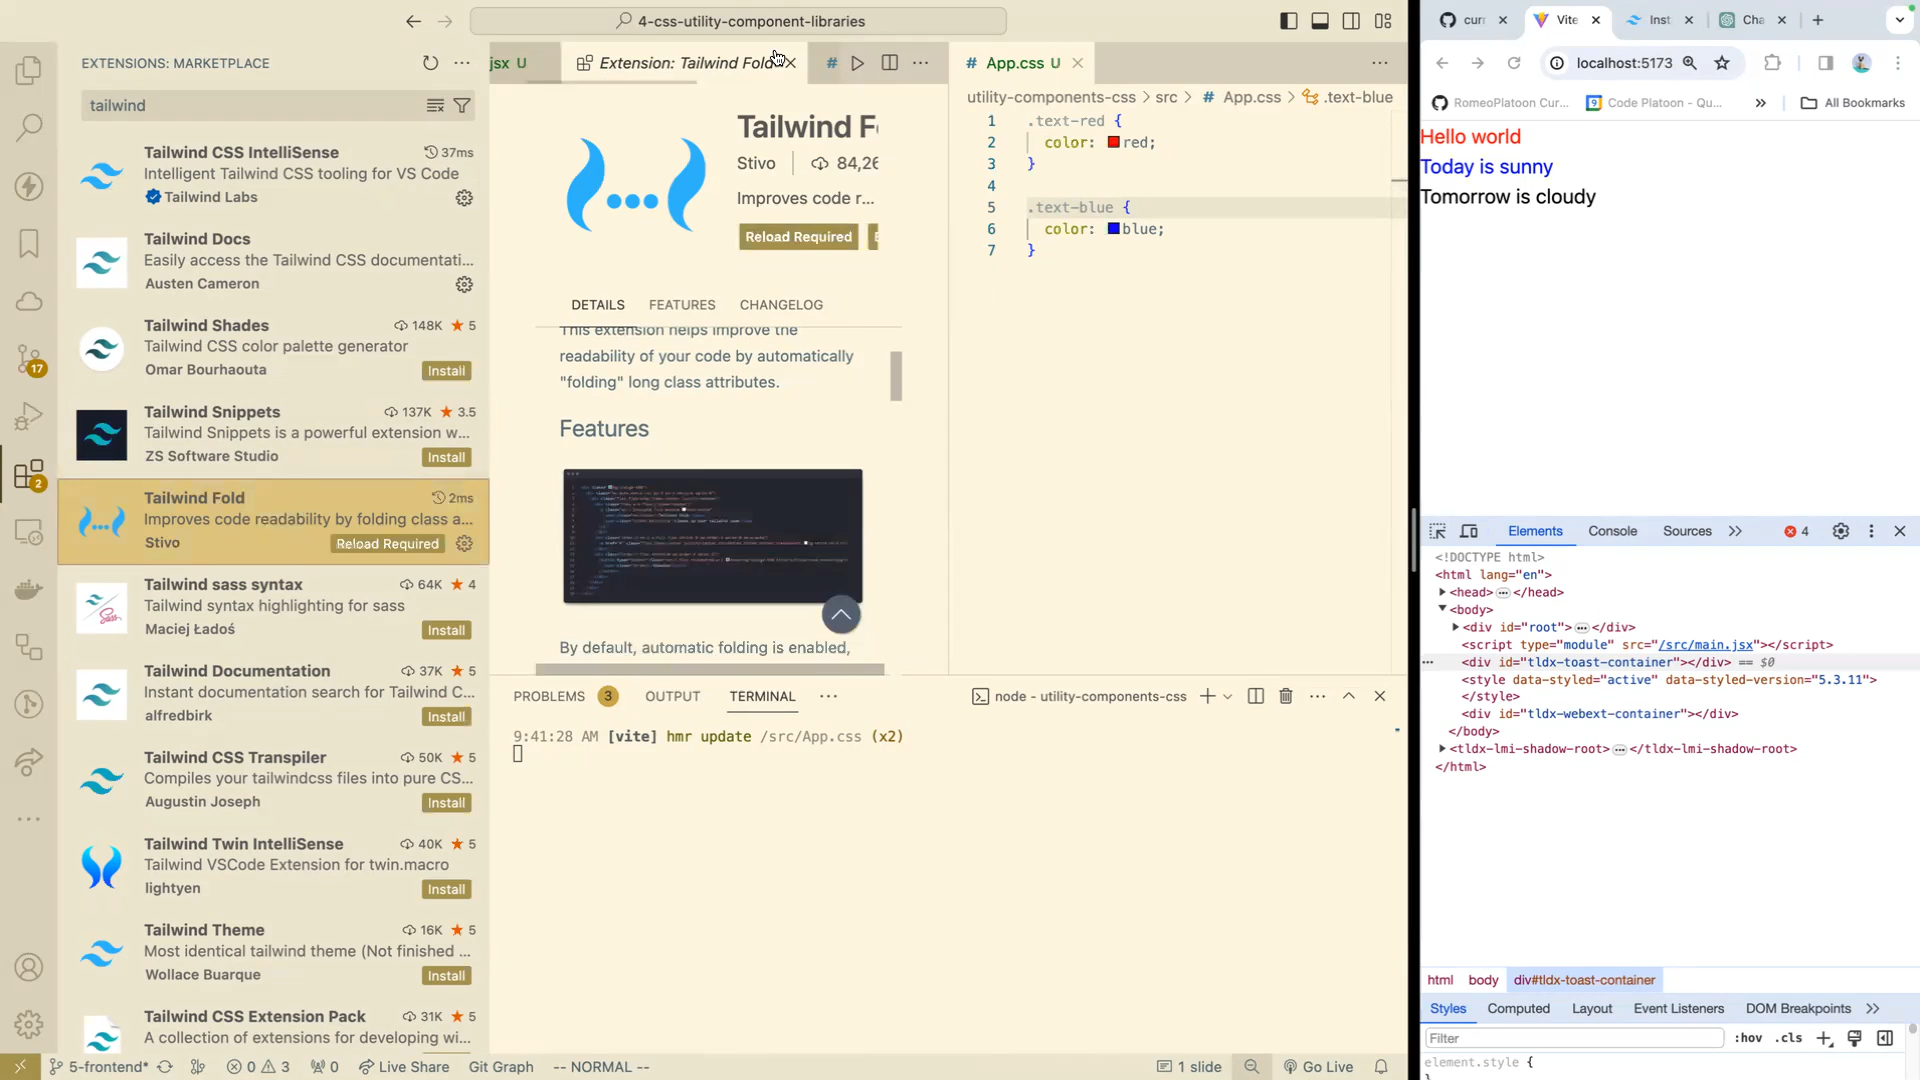 4-css-utility-component-libraries
EXTENSIONS: MARKETPLACE
tailwind
Tailwind CSS IntelliSense 37ms
Intelligent Tailwind CSS tooling for VS Code
Tailwind Labs
Tailwind Docs
Easily access the Tailwind CSS documentati...
Austen Cameron
Tailwind Shades 148K ★ 5
Tailwind CSS color palette generator
Omar Bourhaouta Install
Tailwind Snippets 137K ★ 3.5
Tailwind Snippets is a powerful extension w...
ZS Software Studio Install
Tailwind Fold 2ms
Improves code readability by folding class a...
Stivo Reload Required
Tailwind sass syntax 64K ★ 4
Tailwind syntax highlighting for sass
Maciej Ładoś Install
Tailwind Documentation 37K ★ 5
Instant documentation search for Tailwind C...
alfredbirk Install
Tailwind CSS Transpiler 50K ★ 5
Compiles your tailwindcss files into pure CS...
Augustin Joseph Install
Tailwind Twin IntelliSense 40K ★ 5
Tailwind VSCode Extension for twin.macro
lightyen Install
Tailwind Theme 16K ★ 5
Most identical tailwind theme (Not finished ...
Wollace Buarque Install
Tailwind CSS Extension Pack 31K ★ 5
A collection of extensions for developing wi...
Install
17
2
jsx U
Extension: Tailwind Fold
#
Tailwind F
Stivo 84,26
Improves code r...
Reload Required
DETAILS FEATURES CHANGELOG
This extension helps improve the
readability of your code by automatically
"folding" long class attributes.
Features
By default, automatic folding is enabled,
# App.css U
utility-components-css > src > # App.css > .text-blue
1 .text-red {
2 color: red;
3 }
4
5 .text-blue {
6 color: blue;
7 }
PROBLEMS 3 OUTPUT TERMINAL ...
node - utility-components-css
9:41:28 AM [vite] hmr update /src/App.css (x2)
5-frontend* 0 3 0 Live Share Git Graph -- NORMAL --
1 slide Go Live
curr Vite Inst Cha
localhost:5173
RomeoPlatoon Cur... Code Platoon - Qu... » All Bookmarks
Hello world
Today is sunny
Tomorrow is cloudy
Elements Console Sources » 4
<!DOCTYPE html>
<html lang="en">
<head>...</head>
<body>
<div id="root">...</div>
<script type="module" src="/src/main.jsx"></script>
<div id="tldx-toast-container"></div> == $0
<style data-styled="active" data-styled-version="5.3.11">
</style>
<div id="tldx-webext-container"></div>
</body>
<tldx-lmi-shadow-root>...</tldx-lmi-shadow-root>
</html>
html body div#tldx-toast-container
Styles Computed Layout Event Listeners DOM Breakpoints »
Filter :hov .cls +
element.style {